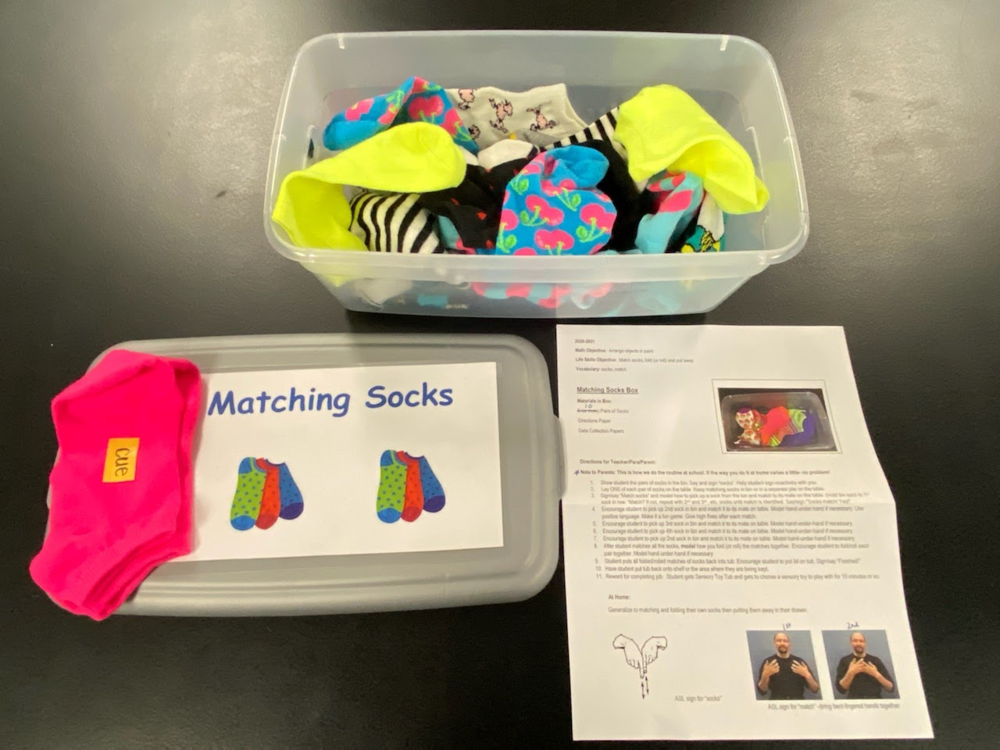 cue
Matching Socks
2020-2021
Math Objective: Arrange objects in pairs
Life Skills Objective: Match socks, fold (or roll) and put away
Vocabulary: socks, match
Matching Socks Box
Materials in Box:
10
Pairs of Socks
Directions Paper
Data Collection Papers
Directions for Teacher/Para/Parent:
Note to Parents: This is how we do the routine at school. If the way you do it at home varies a little- no problem!
1. Show student the pairs of socks in the bin. Say and sign "socks". Help student sign coactively with you.
2. Lay ONE of each pair of socks on the table. Keep matching socks in bin or in a separate pile on the table.
3. Sign/say "Match socks" and model how to pick up a sock from the bin and match to its mate on the table. (Hold bin sock to 1st
sock in row. "Match? If not, repeat with 2nd and 3rd, etc. socks until match is identified. Say/sign "Socks match! Yay!"
4. Encourage student to pick up 2nd sock in bin and match it to its mate on table. Model hand-under-hand if necessary. Use
positive language. Make it a fun game. Give high fives after each match.
5. Encourage student to pick up 3rd sock in bin and match it to its mate on table. Model hand-under-hand if necessary.
6. Encourage student to pick up 4th sock in bin and match it to its mate on table. Model hand-under-hand if necessary.
7. Encourage student to pick up 2nd sock in bin and match it to its mate on table. Model hand-under-hand if necessary.
8. After student matches all the socks, model how you fold (or roll) the matches together. Encourage student to fold/roll each
pair together. Model hand-under-hand if necessary
9. Student puts all folded/rolled matches of socks back into tub. Encourage student to put lid on tub. Sign/say "Finished!"
10. Have student put tub back onto shelf or the area where they are being kept.
11. Reward for completing job: Student gets Sensory Toy Tub and gets to choose a sensory toy to play with for 10 minutes or so.
At Home:
Generalize to matching and folding their own socks then putting them away in their drawer.
1st
2nd
ASL sign for "socks"
ASL sign for "match" –bring bent-fingered hands together